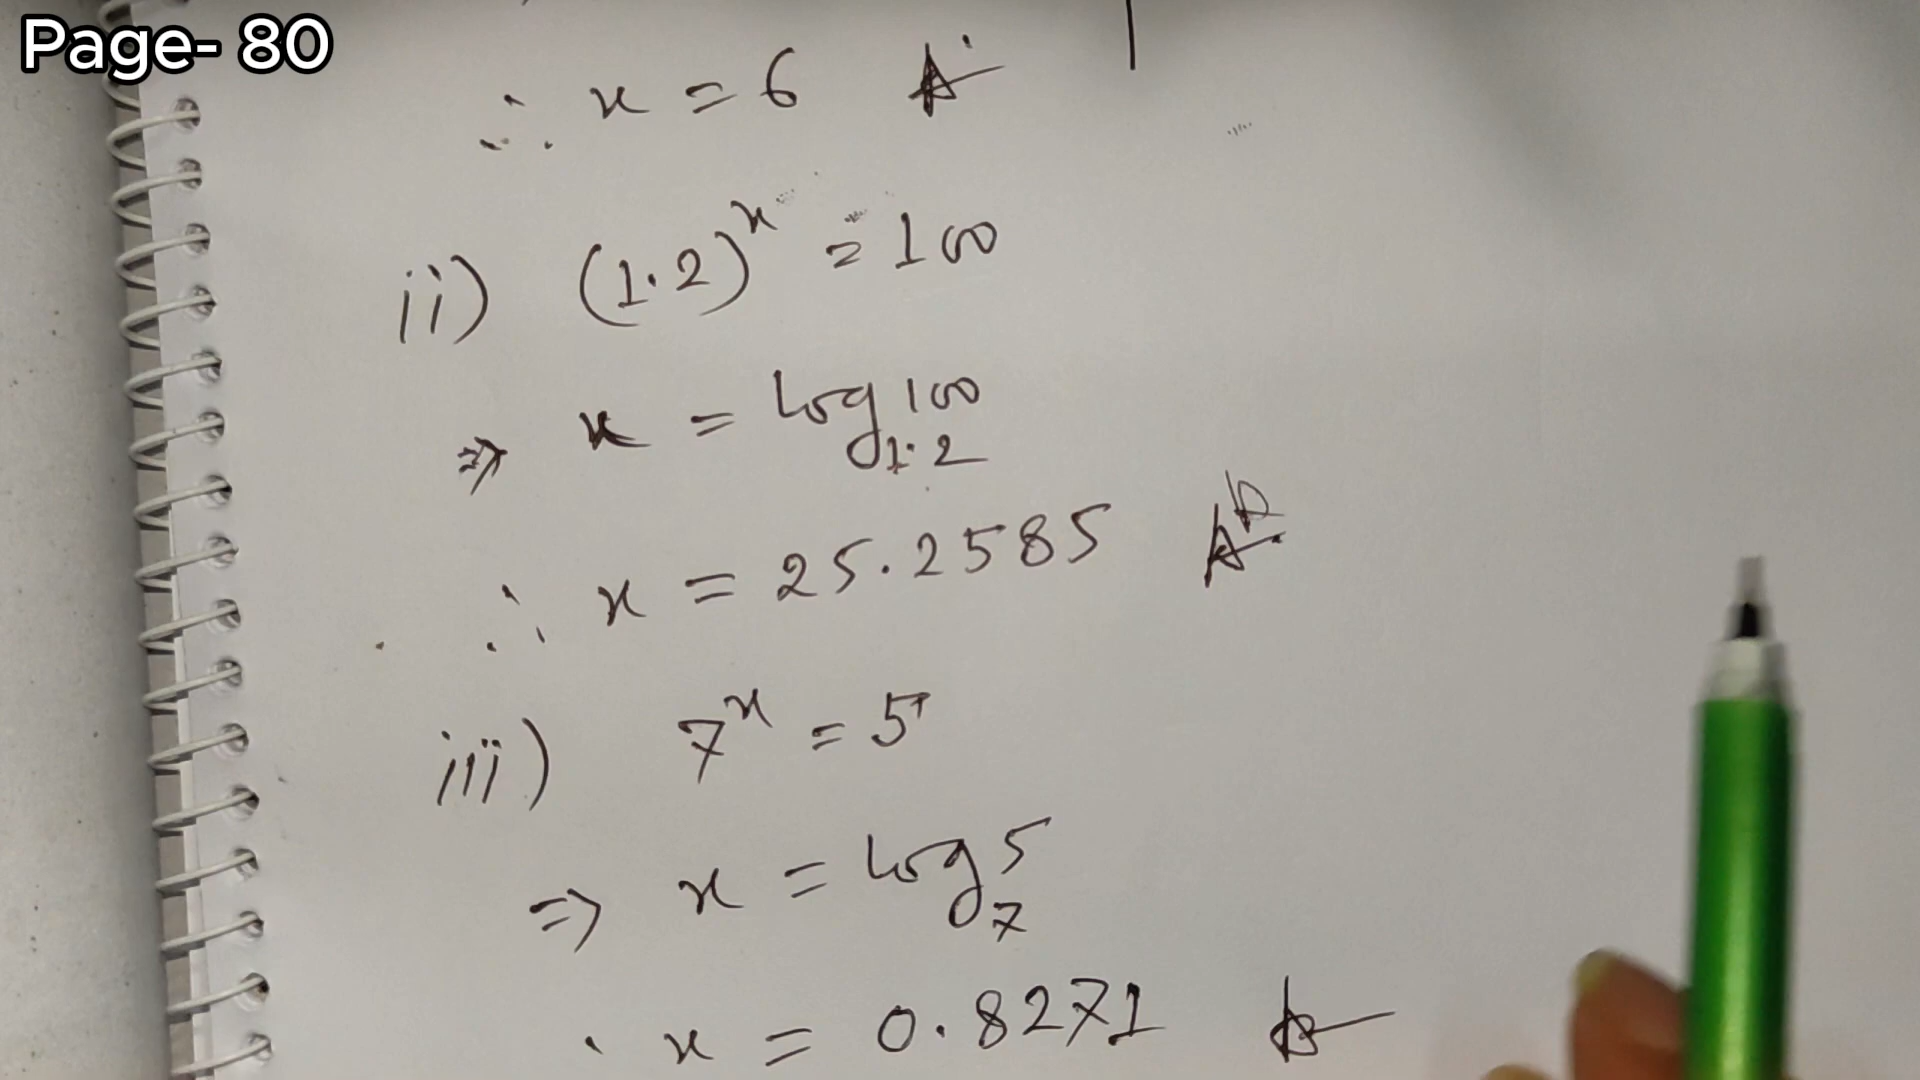 Page- 80
∴ x = 6
ii) (1.2)^x = 100
⇒ x = log_1.2 100
∴ x = 25.2585
iii) 7^x = 5
⇒ x = log_7 5
x = 0.8271